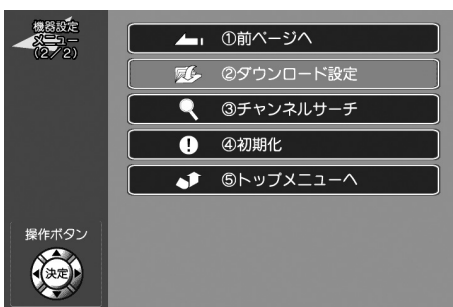 機器設定
メニュー
(2/2)
①前ページへ
②ダウンロード設定
③チャンネルサーチ
④初期化
⑤トップメニューへ
操作ボタン
決定